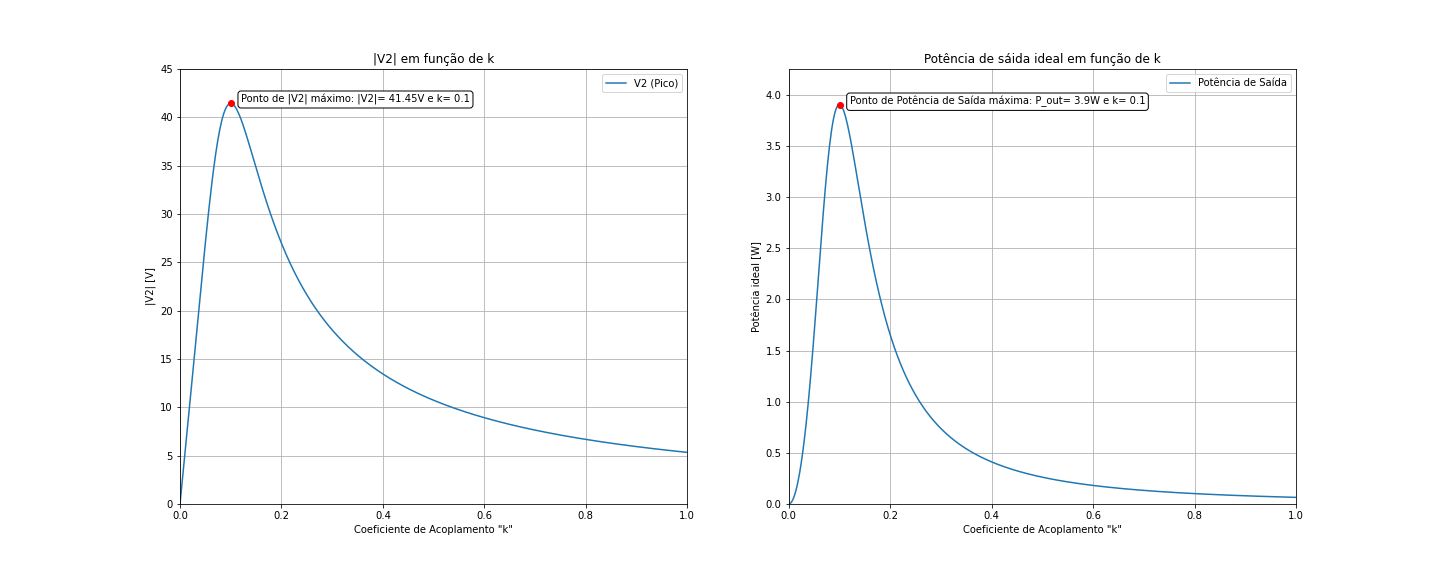 |V2| em função de k
45
40
35
30
25
20
15
10
5
0
|V2| [V]
V2 (Pico)
Ponto de |V2| máximo: |V2|= 41.45V e k= 0.1
0.0 0.2 0.4 0.6 0.8 1.0
Coeficiente de Acoplamento "k"
Potência de sáida ideal em função de k
4.0
3.5
3.0
2.5
2.0
1.5
1.0
0.5
0.0
Potência ideal [W]
Potência de Saída
Ponto de Potência de Saída máxima: P_out= 3.9W e k= 0.1
0.0 0.2 0.4 0.6 0.8 1.0
Coeficiente de Acoplamento "k"